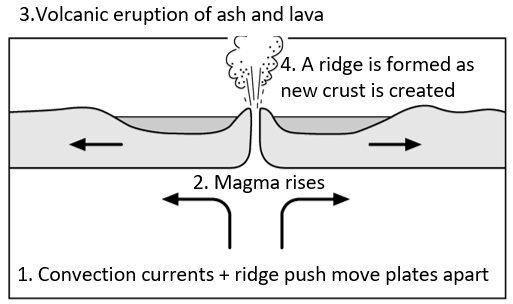 3.Volcanic eruption of ash and lava
4. A ridge is formed as
new crust is created
2. Magma rises
1. Convection currents + ridge push move plates apart